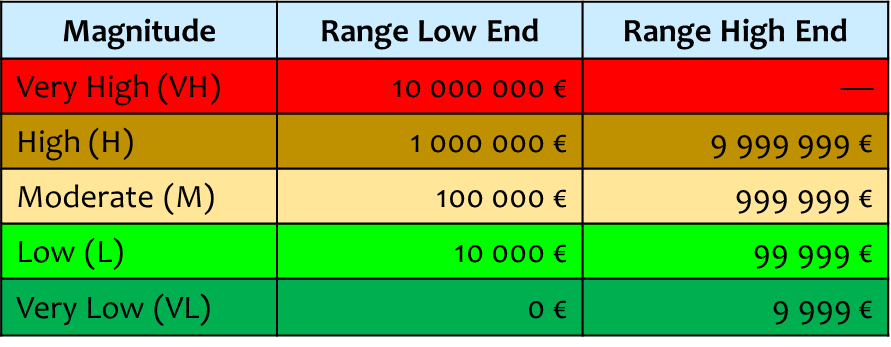 Magnitude Range Low End Range High End
Very High (VH) 10 000 000 € —
High (H) 1 000 000 € 9 999 999 €
Moderate (M) 100 000 € 999 999 €
Low (L) 10 000 € 99 999 €
Very Low (VL) 0 € 9 999 €